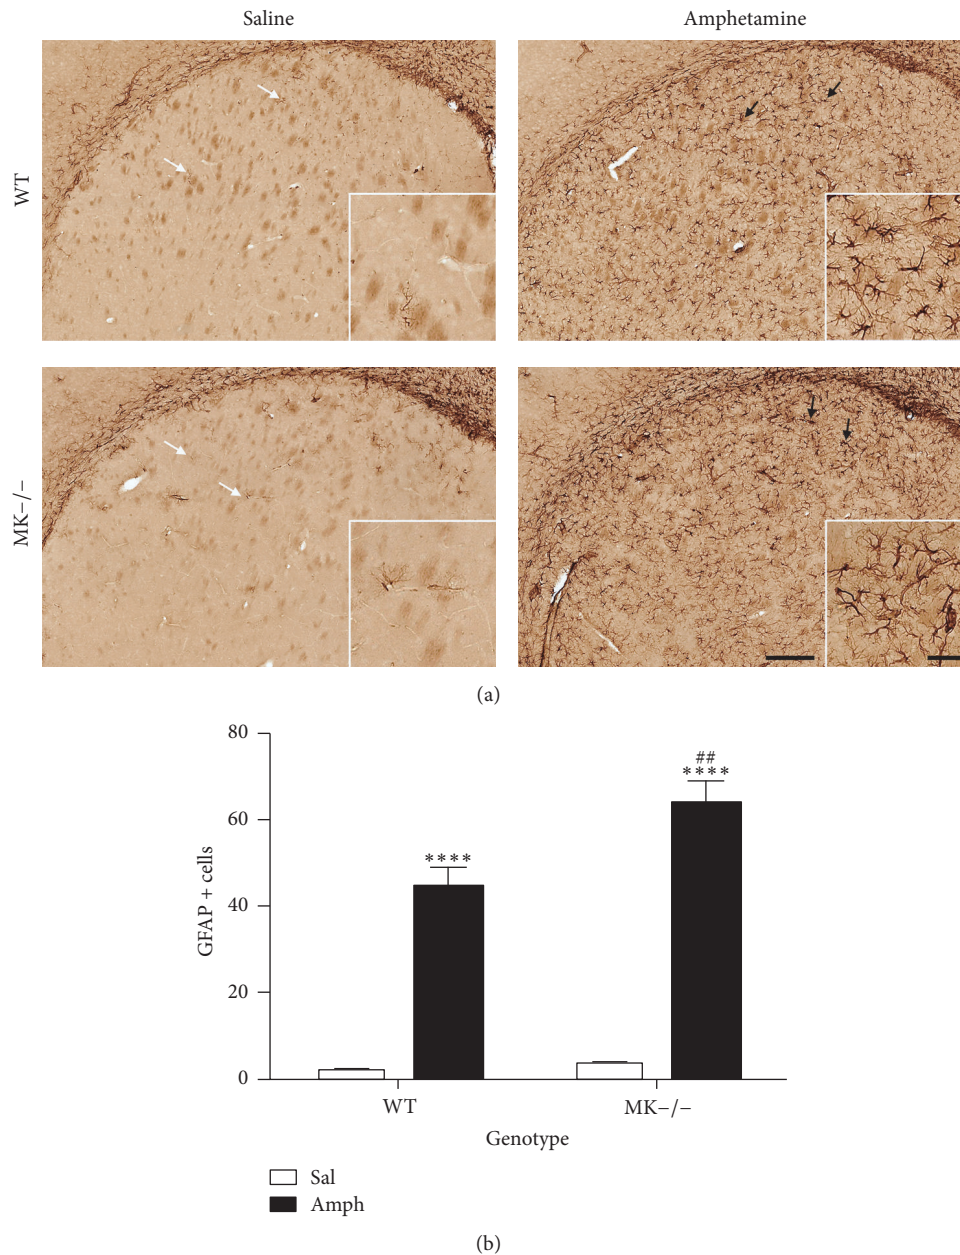 Saline
Amphetamine
WT
MK−/−
(a)
80
60
40
20
0
GFAP + cells
****
##
****
WT
MK−/−
Genotype
Sal
Amph
(b)